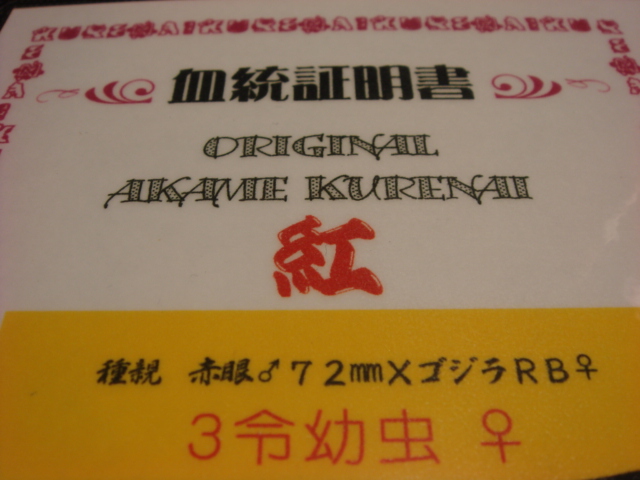 血統証明書
ORIGINAL
AKAME KURENAI
紅
種親 赤眼♂72mm×ゴジラRB♀
3令幼虫 ♀